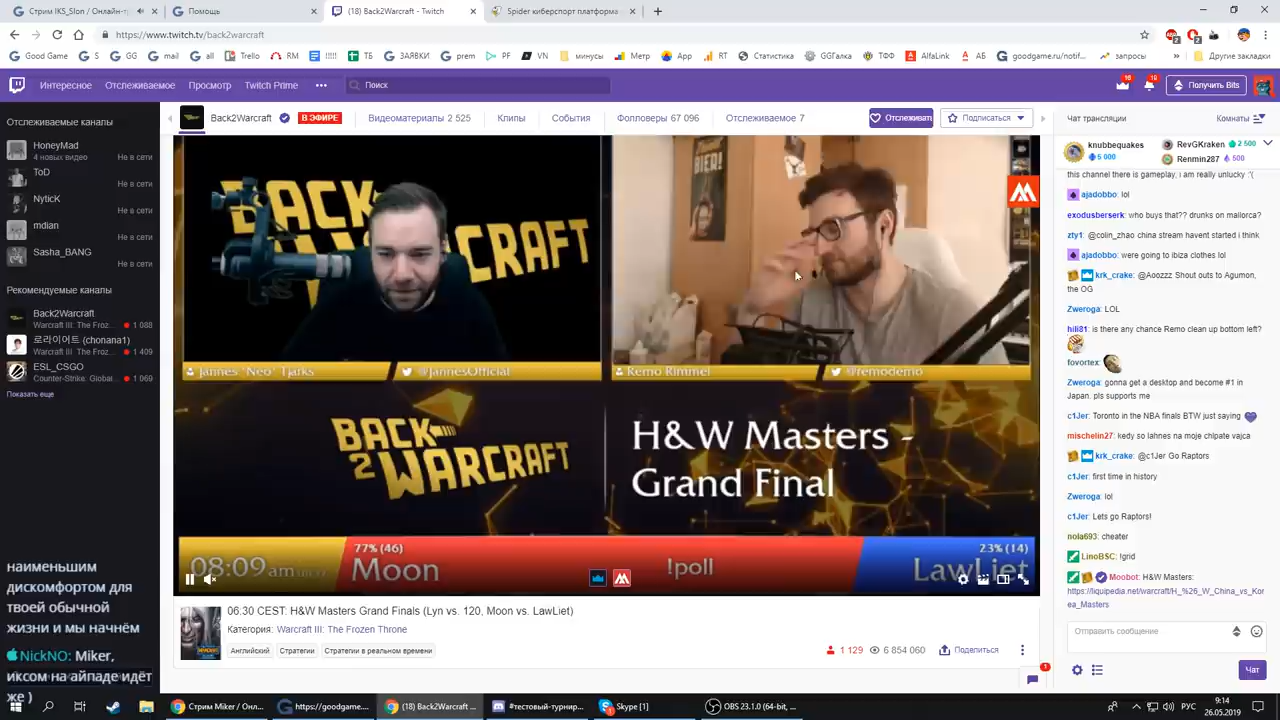 Стрим IKS_Slon / Онлайн-т
Помощь
(18) Back2Warcraft - Twitch
Spider киберспорт платформа
https://www.twitch.tv/back2warcraft
Good Game
S
GG
mail
all
Trello
RM
!!!!
ТБ
ЗАЯВКИ
prem
PF
VN
минусы
Метр
App
RT
Статистика
GGГалка
ТФФ
AlfaLink
АБ
goodgame.ru/notif...
запросы
»
Другие закладки
Интересное
Отслеживаемое
Просмотр
Twitch Prime
•••
Поиск
16
19
Получить Bits
Отслеживаемые каналы
HoneyMad
4 новых видео
Не в сети
ToD
Не в сети
NyticK
Не в сети
mdian
Не в сети
Sasha_BANG
Не в сети
Рекомендуемые каналы
Back2Warcraft
Warcraft III: The Froz... 1 088
로라이어트 (chonana1)
Warcraft III: The Froz... 1 409
ESL_CSGO
Counter-Strike: Global... 1 069
Показать еще
наименьшим
дискомфортом для
твоей обычной
жизни и мы начнём
NickNO: Miker,
иксом на айпаде идёт
же )
Back2Warcraft
В ЭФИРЕ
Видеоматериалы 2 525
Клипы
События
Фолловеры 67 096
Отслеживаемое 7
Отслеживать
Подписаться
BACK
WARCRAFT
BIER!
Jannes "Neo" Tjarks
@JannesOfficial
Remo Rimmel
@remodemo
BACK
2 WARCRAFT
H&W Masters -
Grand Final
08:09am
77% (46)
Moon
!poll
23% (14)
LawLiet
06.30 CEST: H&W Masters Grand Finals (Lyn vs. 120, Moon vs. LawLiet)
Категория: Warcraft III: The Frozen Throne
Английский
Стратегии
Стратегии в реальном времени
1 129
6 854 060
Поделиться
1
Чат трансляции
Комнаты
knubbequakes
5 000
RevGKraken 2 500
Renmin287 500
this channel there is gameplay, i am really unlucky :'(
ajadobbo: lol
exodusberserk: who buys that?? drunks on mallorca?
zty1: @colin_zhao china stream havent started i think
ajadobbo: were going to ibiza clothes lol
krk_crake: @Aoozzz Shout outs to Agumon,
the OG
Zweroga: LOL
hili81: is there any chance Remo clean up bottom left?
fovortex:
Zweroga: gonna get a desktop and become #1 in
Japan. pls supports me
c1Jer: Toronto in the NBA finals BTW just saying
mischelin27: kedy so lahnes na moje chlpate vajca
krk_crake: @c1Jer Go Raptors
c1Jer: first time in history
Zweroga: lol
c1Jer: Lets go Raptors!
nola693: cheater
LinoBSC: !grid
Moobot: H&W Masters:
https://liquipedia.net/warcraft/H_%26_W_China_vs_Kor
ea_Masters
Отправить сообщение
Чат
Стрим Miker / Онл...
https://goodgame....
(18) Back2Warcraft ...
#тестовый-турнир...
Skype [1]
OBS 23.1.0 (64-bit, ...
РУС
9:14
26.05.2019